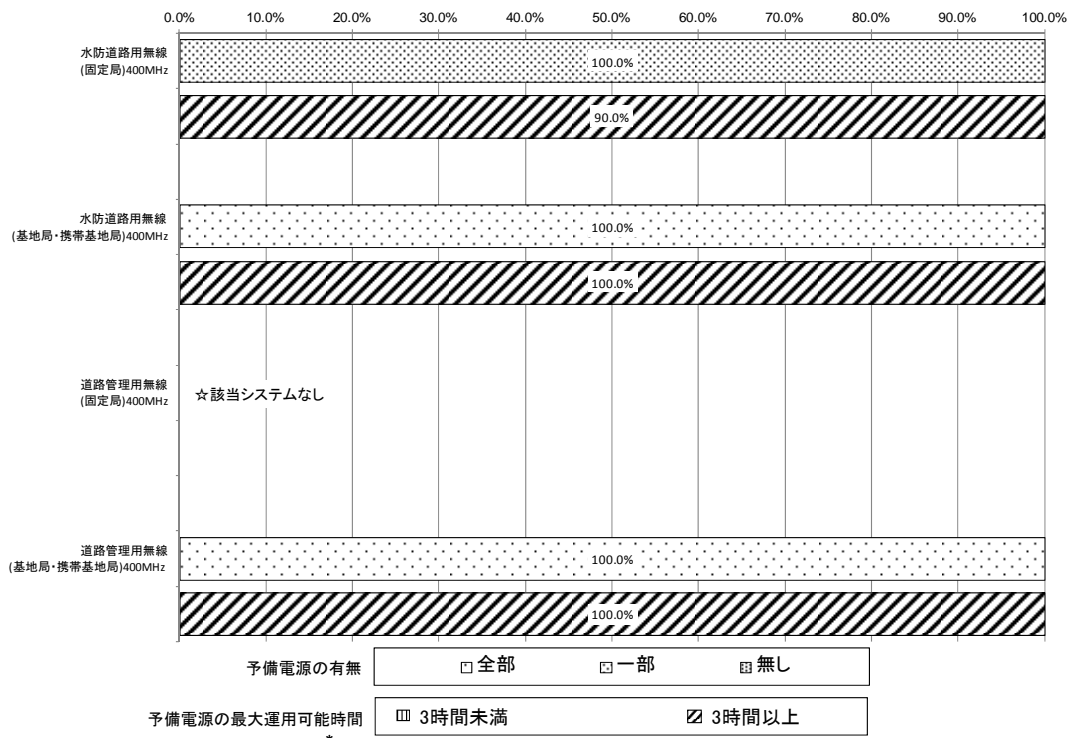 0.0% 10.0% 20.0% 30.0% 40.0% 50.0% 60.0% 70.0% 80.0% 90.0% 100.0%
水防道路用無線
(固定局)400MHz
100.0%
90.0%
水防道路用無線
(基地局・携帯基地局)400MHz
100.0%
100.0%
道路管理用無線
(固定局)400MHz
☆該当システムなし
道路管理用無線
(基地局・携帯基地局)400MHz
100.0%
100.0%
予備電源の有無 全部 一部 無し
予備電源の最大運用可能時間 3時間未満 3時間以上
*